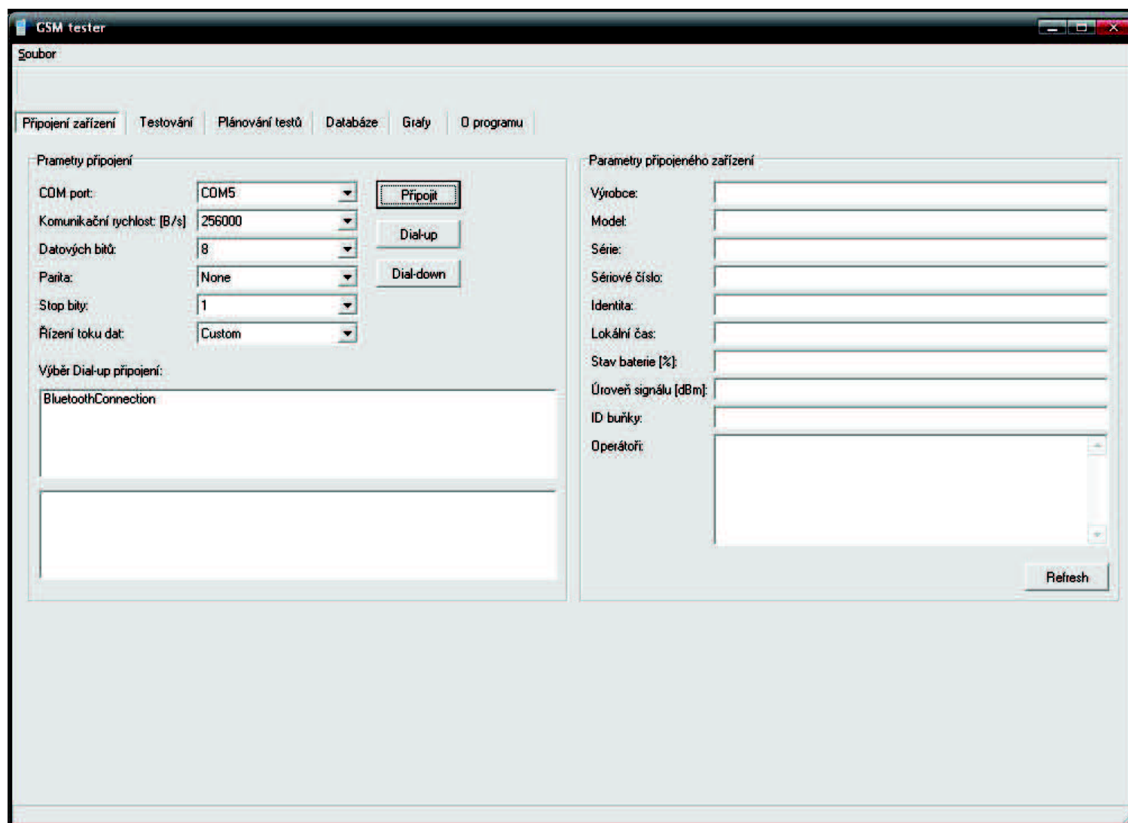 GSM tester
Soubor
Připojení zařízení Testování Plánování testů Databáze Grafy O programu
Prametry připojení
COM port: COM5 Připojit
Komunikační rychlost: [B/s] 256000
Dial-up
Datových bitů: 8
Parita: None Dial-down
Stop bity: 1
Řízení toku dat: Custom
Výběr Dial-up připojení:
BluetoothConnection
Parametry připojeného zařízení
Výrobce:
Model:
Série:
Sériové číslo:
Identita:
Lokální čas:
Stav baterie [%]:
Úroveň signálu [dBm]:
ID buňky:
Operátoři:
Refresh